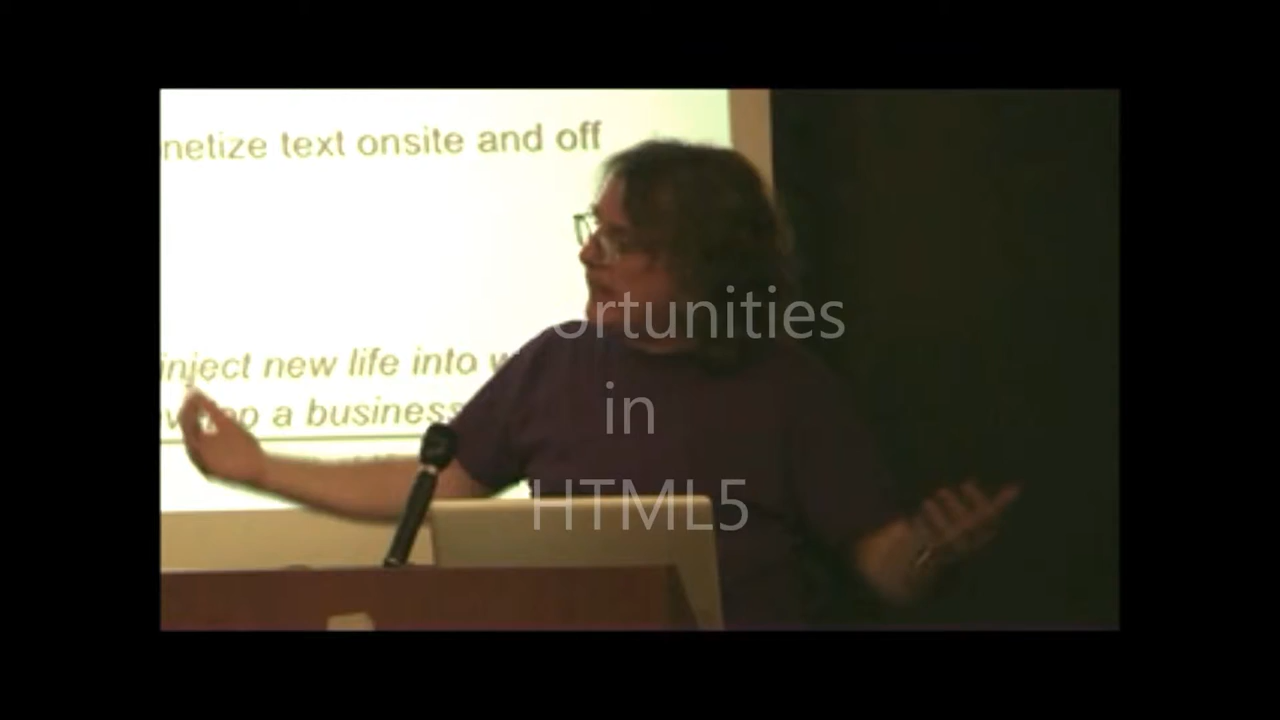 netize text onsite and off
ortunities
inject new life into
in
a business
HTML5